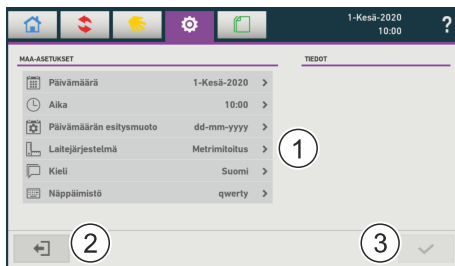 1-Kesä-2020
10:00
?
MAA-ASETUKSET
TIEDOT
Päivämäärä 1-Kesä-2020 >
Aika 10:00 >
Päivämäärän esitysmuoto dd-mm-yyyy >
Laitejärjestelmä Metrimitoitus >
Kieli Suomi >
Näppäimistö qwerty >
1
2
3